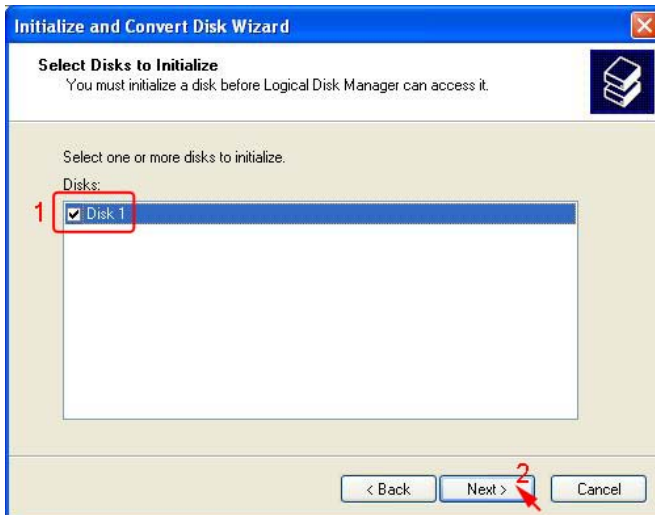 Initialize and Convert Disk Wizard
Select Disks to Initialize
You must initialize a disk before Logical Disk Manager can access it.
Select one or more disks to initialize.
Disks:
1
Disk 1
2
< Back
Next >
Cancel